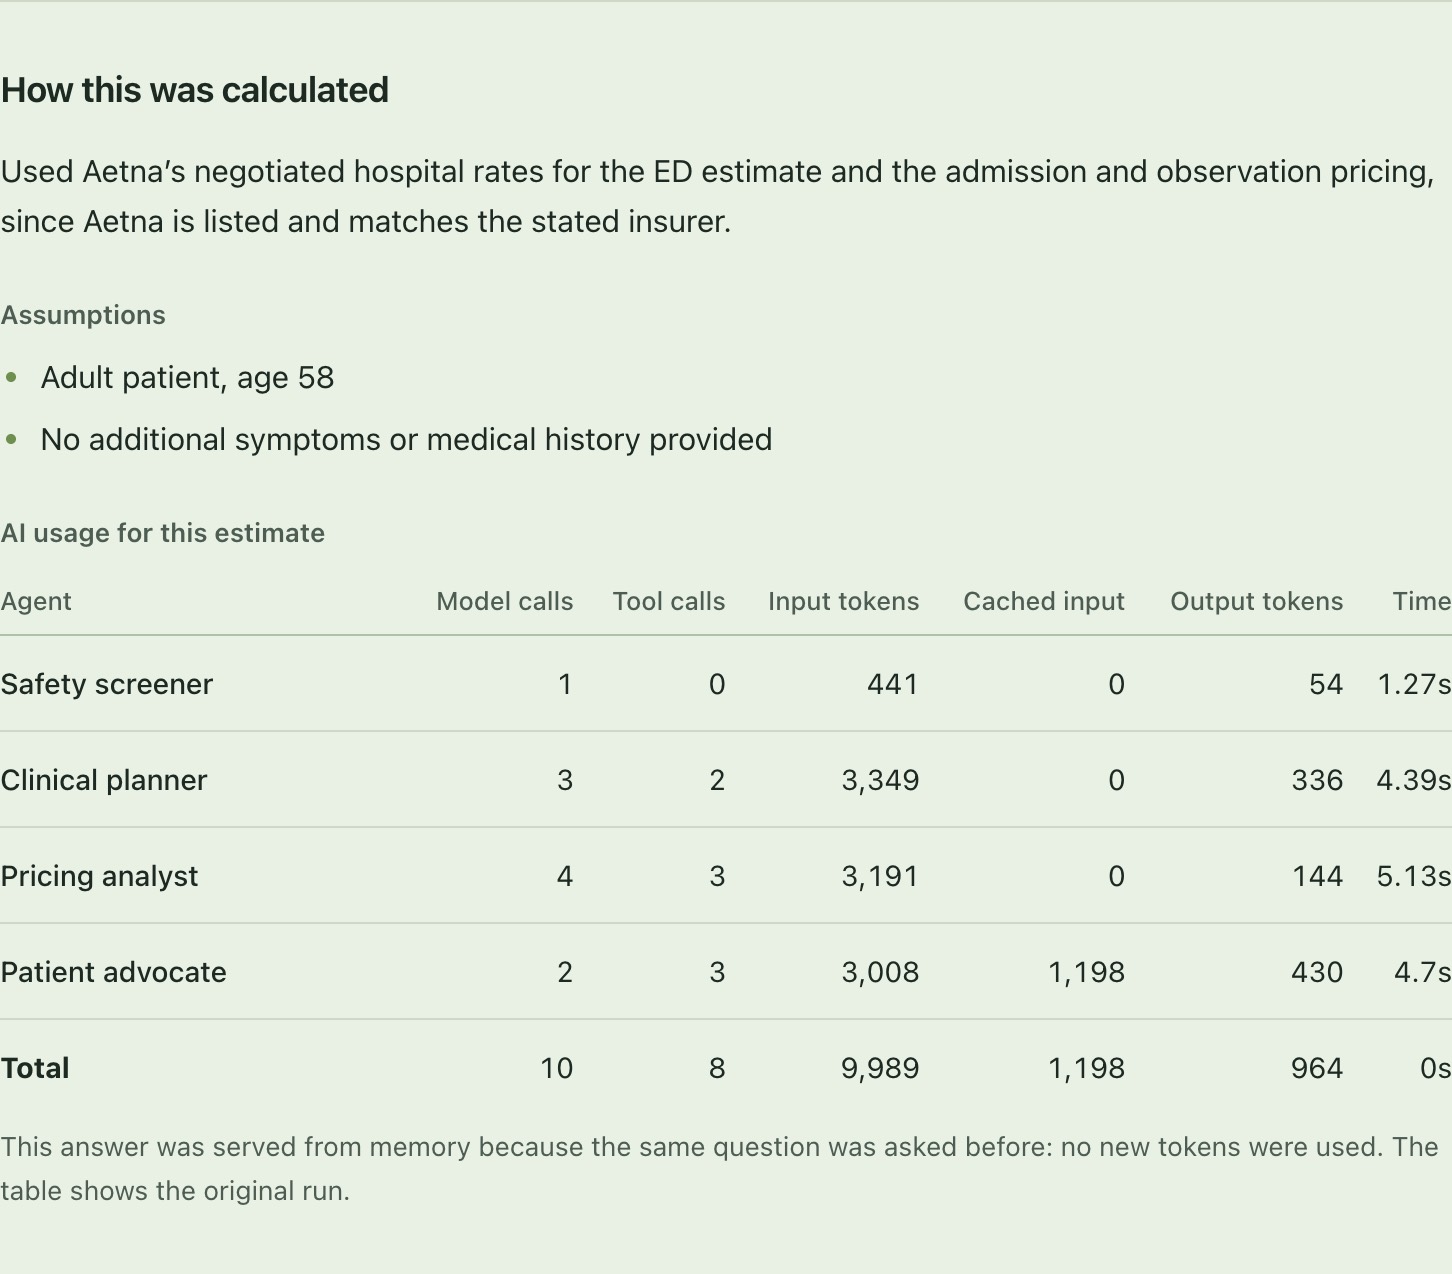 How this was calculated
Used Aetna’s negotiated hospital rates for the ED estimate and the admission and observation pricing,
since Aetna is listed and matches the stated insurer.
Assumptions
• Adult patient, age 58
• No additional symptoms or medical history provided
AI usage for this estimate
Agent Model calls Tool calls Input tokens Cached input Output tokens Time
Safety screener 1 0 441 0 54 1.27s
Clinical planner 3 2 3,349 0 336 4.39s
Pricing analyst 4 3 3,191 0 144 5.13s
Patient advocate 2 3 3,008 1,198 430 4.7s
Total 10 8 9,989 1,198 964 0s
This answer was served from memory because the same question was asked before: no new tokens were used. The
table shows the original run.